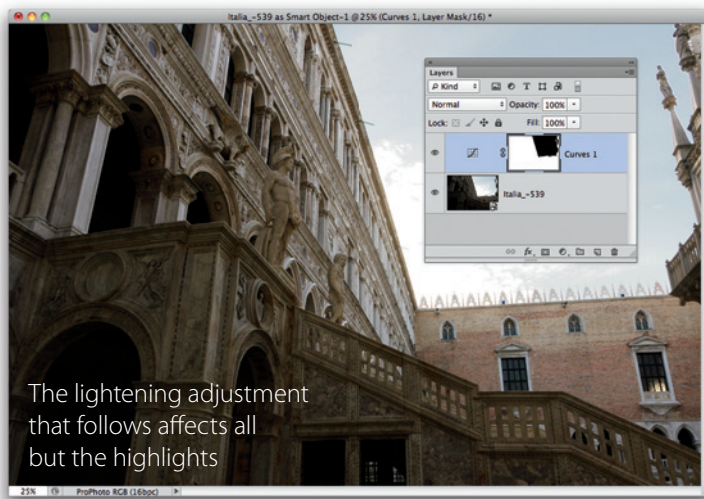 Italia_-539 as Smart Object-1 @ 25% (Curves 1, Layer Mask/16) *
Layers
Kind
Normal Opacity: 100%
Lock: Fill: 100%
Curves 1
Italia_-539
fx
The lightening adjustment
that follows affects all
but the highlights
25% ProPhoto RGB (16bpc)